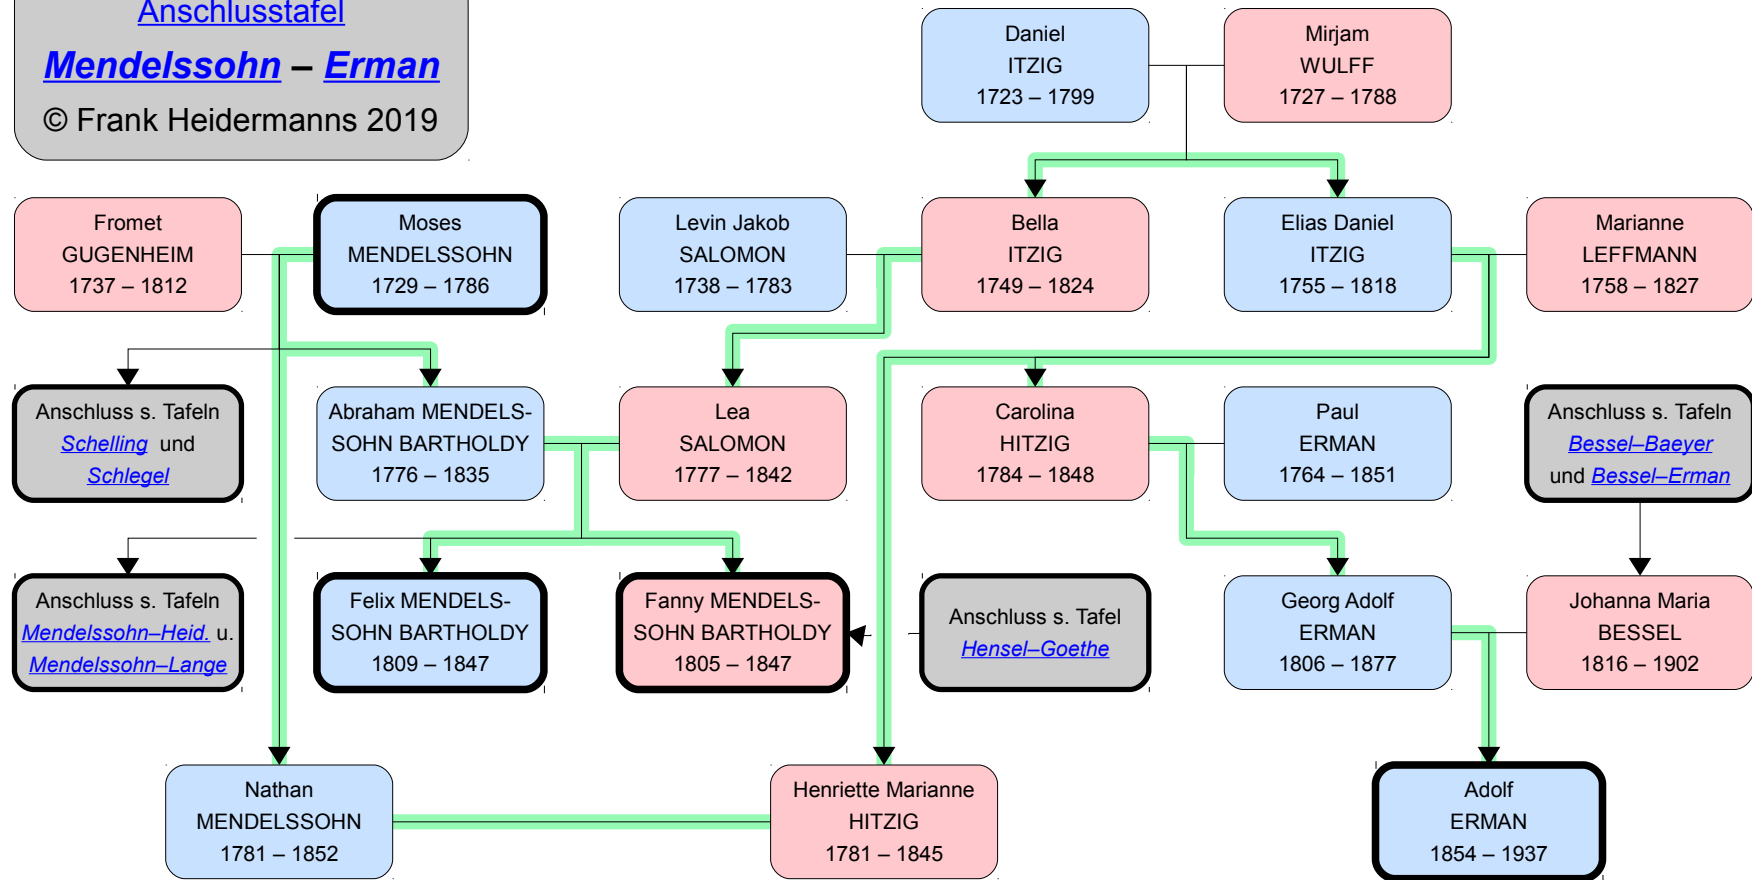 Anschlusstafel
Mendelssohn – Erman
© Frank Heidermanns 2019
Daniel
ITZIG
1723 – 1799
Mirjam
WULFF
1727 – 1788
Fromet
GUGENHEIM
1737 – 1812
Moses
MENDELSSOHN
1729 – 1786
Levin Jakob
SALOMON
1738 – 1783
Bella
ITZIG
1749 – 1824
Elias Daniel
ITZIG
1755 – 1818
Marianne
LEFFMANN
1758 – 1827
Anschluss s. Tafeln
Schelling und
Schlegel
Abraham MENDELS-
SOHN BARTHOLDY
1776 – 1835
Lea
SALOMON
1777 – 1842
Carolina
HITZIG
1784 – 1848
Paul
ERMAN
1764 – 1851
Anschluss s. Tafeln
Bessel–Baeyer
und Bessel–Erman
Anschluss s. Tafeln
Mendelssohn–Heid. u.
Mendelssohn–Lange
Felix MENDELS-
SOHN BARTHOLDY
1809 – 1847
Fanny MENDELS-
SOHN BARTHOLDY
1805 – 1847
Anschluss s. Tafel
Hensel–Goethe
Georg Adolf
ERMAN
1806 – 1877
Johanna Maria
BESSEL
1816 – 1902
Nathan
MENDELSSOHN
1781 – 1852
Henriette Marianne
HITZIG
1781 – 1845
Adolf
ERMAN
1854 – 1937